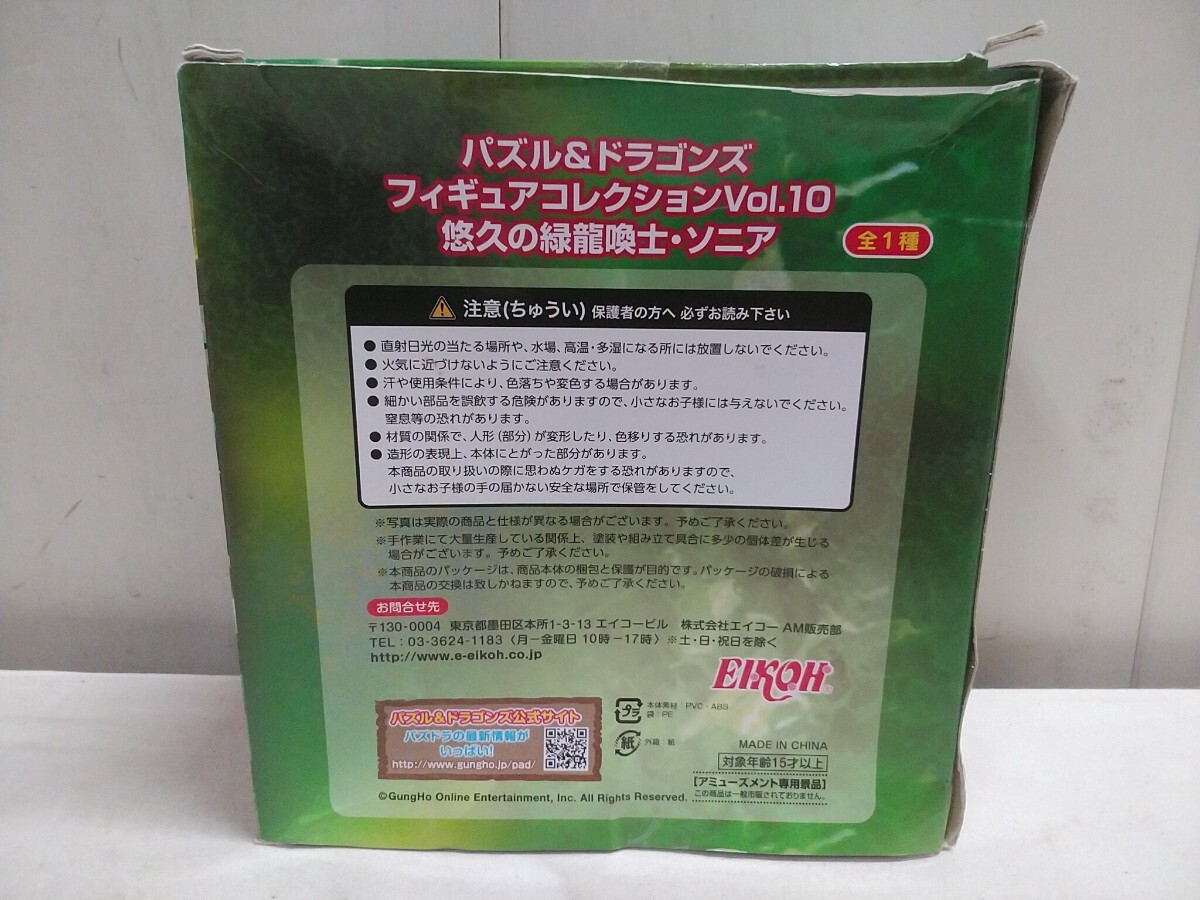 パズル&ドラゴンズ
フィギュアコレクションVol.10
悠久の緑龍喚士・ソニア
全1種
注意(ちゅうい) 保護者の方へ 必ずお読み下さい
● 直射日光の当たる場所や、水場、高温・多湿になる所には放置しないでください。
● 火気に近づけないようにご注意ください。
● 汗や使用条件により、色落ちや変色する場合があります。
● 細かい部品を誤飲する危険がありますので、小さなお子様には与えないでください。
窒息等の恐れがあります。
● 材質の関係で、人形(部分)が変形したり、色移りする恐れがあります。
● 造形の表現上、本体にとがった部分があります。
本商品の取り扱いの際に思わぬケガをする恐れがありますので、
小さなお子様の手の届かない安全な場所で保管をしてください。
※写真は実際の商品と仕様が異なる場合がございます。予めご了承ください。
※手作業にて大量生産している関係上、塗装や組み立て具合に多少の個体差が生じる
場合がございます。予めご了承ください。
※本商品のパッケージは、商品本体の梱包と保護が目的です。パッケージの破損による
本商品の交換は致しかねますので、予めご了承ください。
お問合せ先
〒130-0004 東京都墨田区本所1-3-13 エイコービル 株式会社エイコー AM販売部
TEL：03-3624-1183〈月−金曜日 10時−17時〉※土・日・祝日を除く
http://www.e-eikoh.co.jp
EIKOH
パズル&ドラゴンズ公式サイト
パズドラの最新情報が
いっぱい!
http://www.gungho.jp/pad/
プラ
本体素材：PVC・ABS
袋：PE
紙
外箱：紙
MADE IN CHINA
対象年齢15才以上
[アミューズメント専用景品]
この商品は一般市販されておりません。
©GungHo Online Entertainment, Inc. All Rights Reserved.